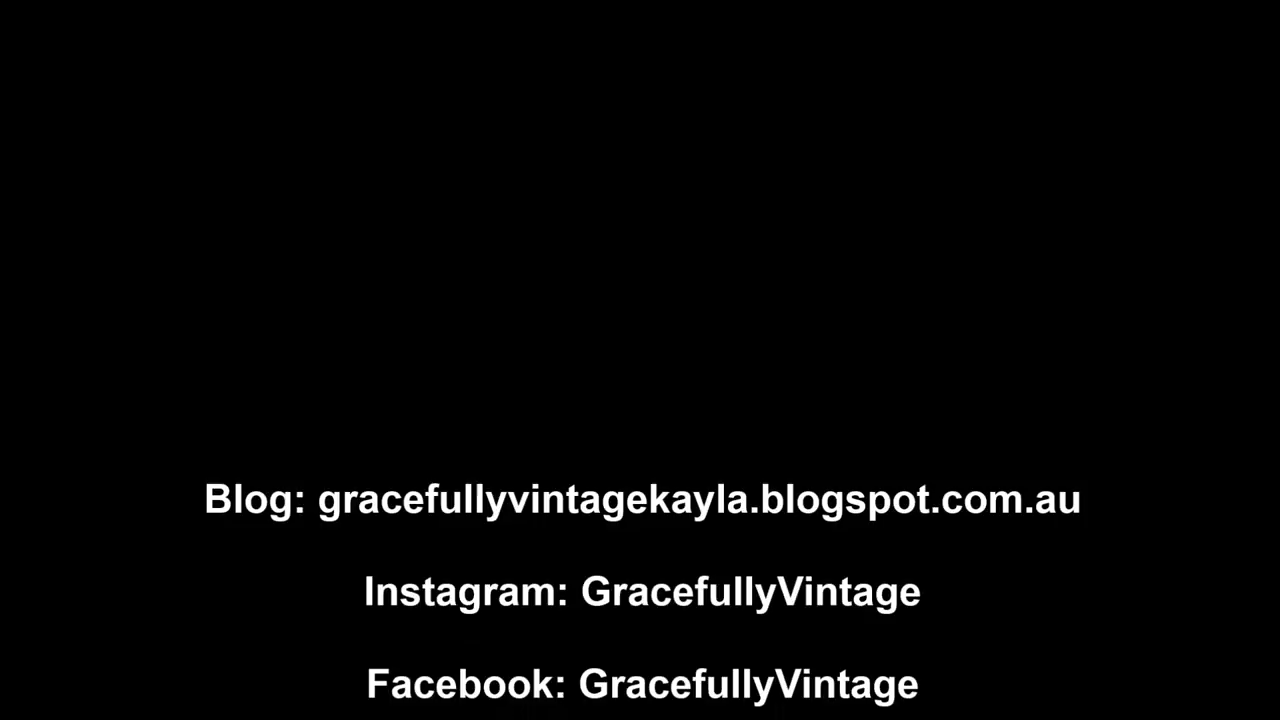 Blog: gracefullyvintagekayla.blogspot.com.au
Instagram: GracefullyVintage
Facebook: GracefullyVintage